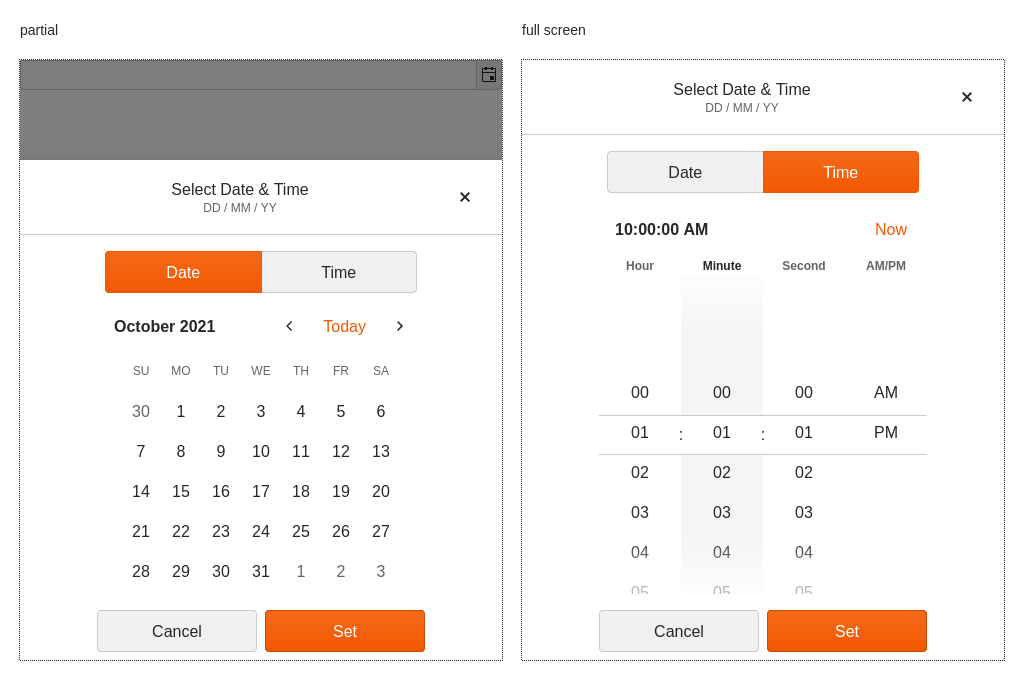 partial
Select Date & Time
DD / MM / YY
Date Time
October 2021 Today
SU MO TU WE TH FR SA
30 1 2 3 4 5 6
7 8 9 10 11 12 13
14 15 16 17 18 19 20
21 22 23 24 25 26 27
28 29 30 31 1 2 3
Cancel Set
full screen
Select Date & Time
DD / MM / YY
Date Time
10:00:00 AM Now
Hour Minute Second AM/PM
00 00 00 AM
01 : 01 : 01 PM
02 02 02
03 03 03
04 04 04
05 05 05
Cancel Set